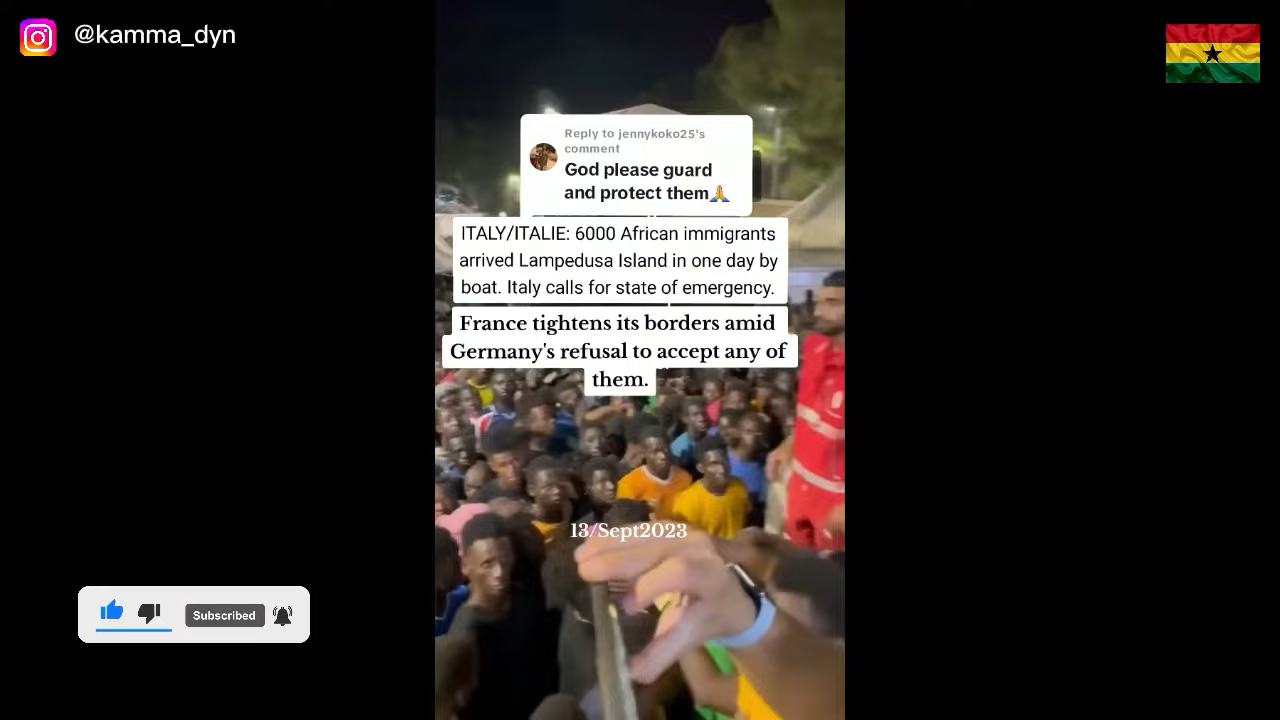 @kamma_dyn
Reply to jennykoko25's
comment
God please guard
and protect them🙏
ITALY/ITALIE: 6000 African immigrants
arrived Lampedusa Island in one day by
boat. Italy calls for state of emergency.
France tightens its borders amid
Germany's refusal to accept any of
them.
13/Sept2023
Subscribed